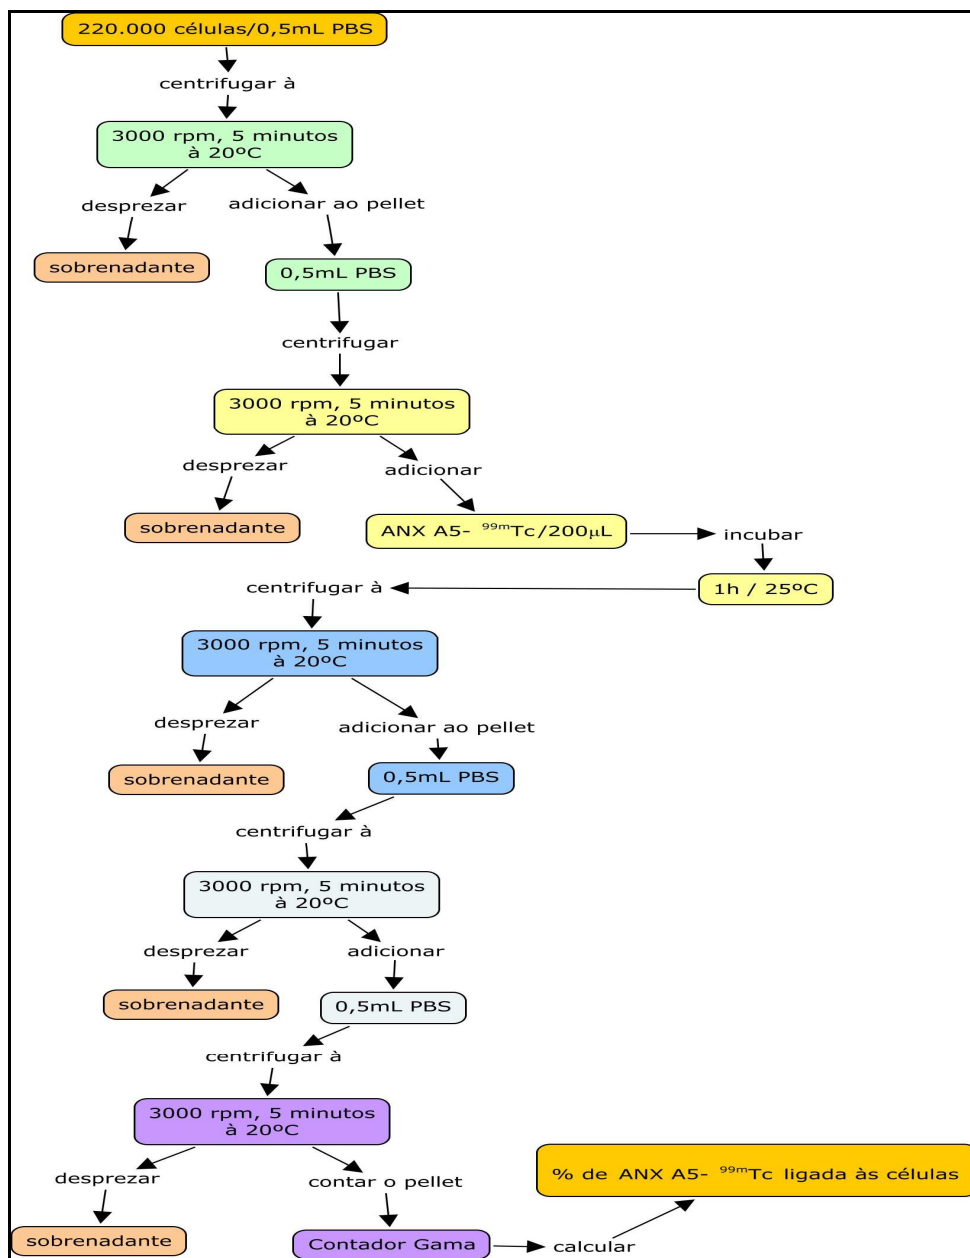 220.000 células/0,5mL PBS
centrifugar à
3000 rpm, 5 minutos
à 20ºC
desprezar
adicionar ao pellet
sobrenadante
0,5mL PBS
centrifugar
3000 rpm, 5 minutos
à 20ºC
desprezar
adicionar
sobrenadante
ANX A5- ⁹⁹ᵐTc/200µL
incubar
1h / 25ºC
centrifugar à
3000 rpm, 5 minutos
à 20ºC
desprezar
adicionar ao pellet
sobrenadante
0,5mL PBS
centrifugar à
3000 rpm, 5 minutos
à 20ºC
desprezar
adicionar
sobrenadante
0,5mL PBS
centrifugar à
3000 rpm, 5 minutos
à 20ºC
desprezar
contar o pellet
sobrenadante
Contador Gama
calcular
% de ANX A5- ⁹⁹ᵐTc ligada às células